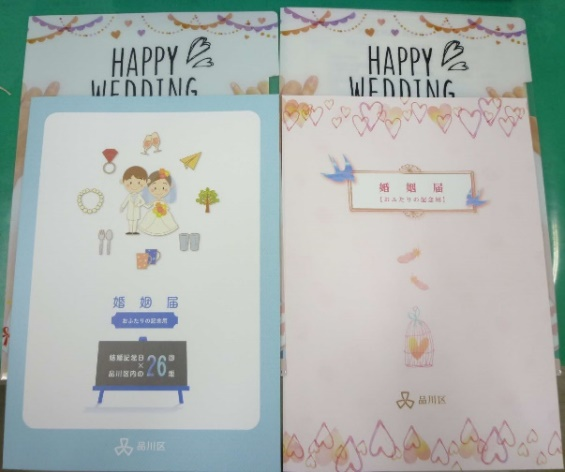 HAPPY
WEDDING
HAPPY
WEDDING
婚姻届
おふたりの記念用
結婚記念日の
×
品川区内の
26
品川区
婚姻届
【おふたりの記念用】
品川区